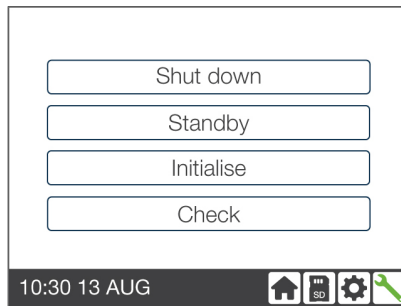 Shut down
Standby
Initialise
Check
10:30 13 AUG
SD